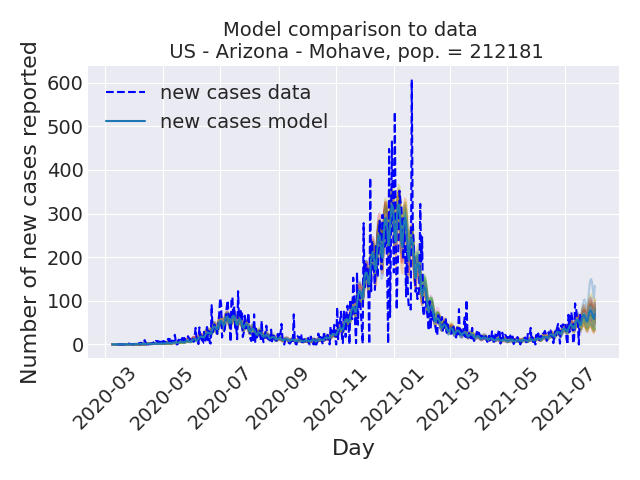 Model comparison to data
US - Arizona - Mohave, pop. = 212181
Number of new cases reported
600
500
400
300
200
100
0
new cases data
new cases model
2020-03
2020-05
2020-07
2020-09
2020-11
2021-01
2021-03
2021-05
2021-07
Day